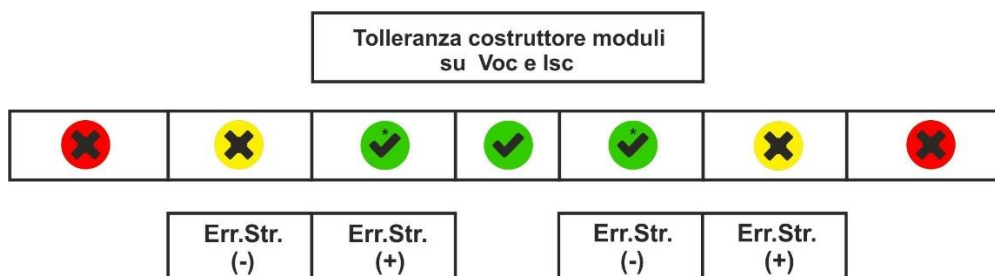 Tolleranza costruttore moduli
su Voc e Isc
*
*
Err.Str.
(-)
Err.Str.
(+)
Err.Str.
(-)
Err.Str.
(+)